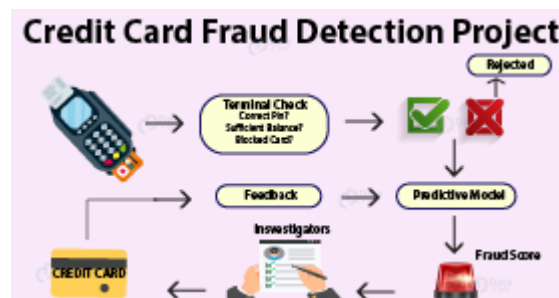 Credit Card Fraud Detection Project
Rejected
Terminal Check
Correct Pin?
Sufficient Balance?
Blocked Card?
Feedback
Predictive Model
Insvestigators
Fraud Score
CREDIT CARD